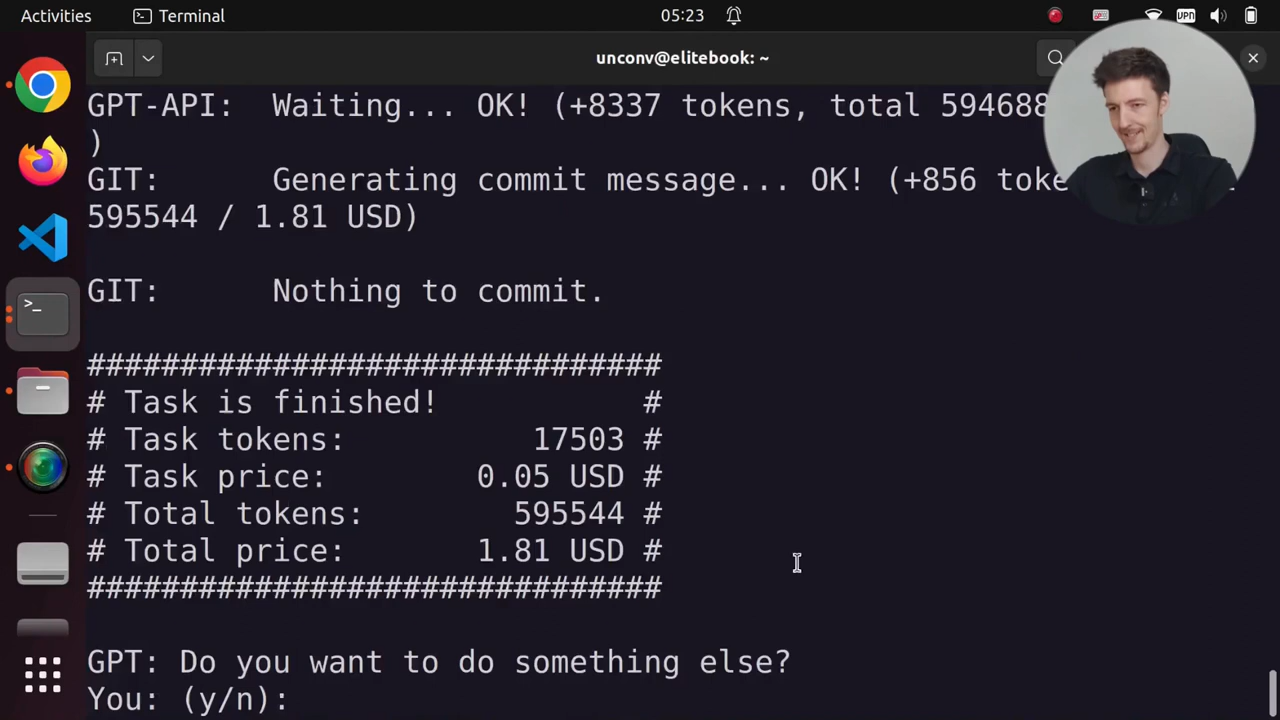 Activities
Terminal
05:23
VPN
unconv@elitebook: ~
GPT-API: Waiting... OK! (+8337 tokens, total 594688
)
GIT: Generating commit message... OK! (+856
595544 / 1.81 USD)
GIT: Nothing to commit.
###############################
# Task is finished! #
# Task tokens: 17503 #
# Task price: 0.05 USD #
# Total tokens: 595544 #
# Total price: 1.81 USD #
###############################
GPT: Do you want to do something else?
You: (y/n):